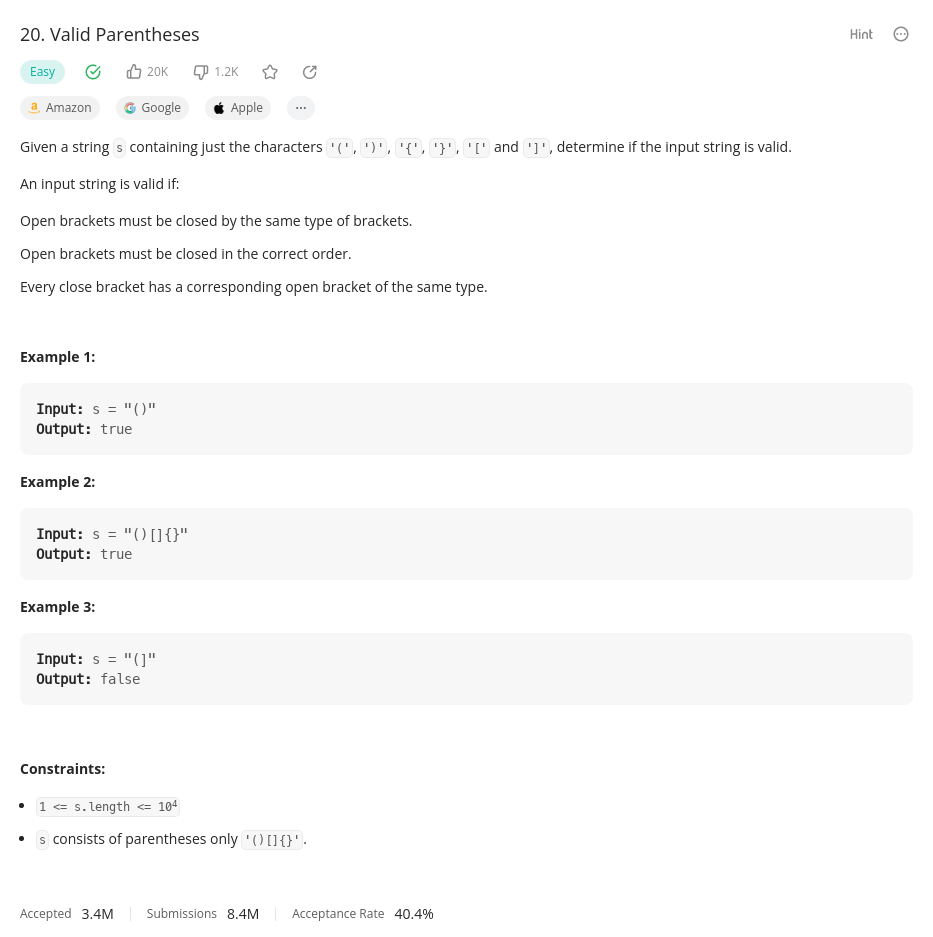 20. Valid Parentheses
Hint
Easy
20K
1.2K
Amazon
Google
Apple
Given a string s containing just the characters '(', ')', '{', '}', '[' and ']', determine if the input string is valid.
An input string is valid if:
Open brackets must be closed by the same type of brackets.
Open brackets must be closed in the correct order.
Every close bracket has a corresponding open bracket of the same type.
Example 1:
Input: s = "()"
Output: true
Example 2:
Input: s = "()[]{}"
Output: true
Example 3:
Input: s = "(]"
Output: false
Constraints:
• 1 <= s.length <= 10⁴
• s consists of parentheses only '()[]{}'.
Accepted 3.4M Submissions 8.4M Acceptance Rate 40.4%